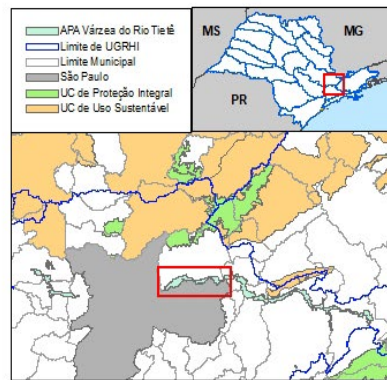 APA Várzea do Rio Tietê
Limite de UGRHI
Limite Municipal
São Paulo
UC de Proteção Integral
UC de Uso Sustentável
MS
MG
PR